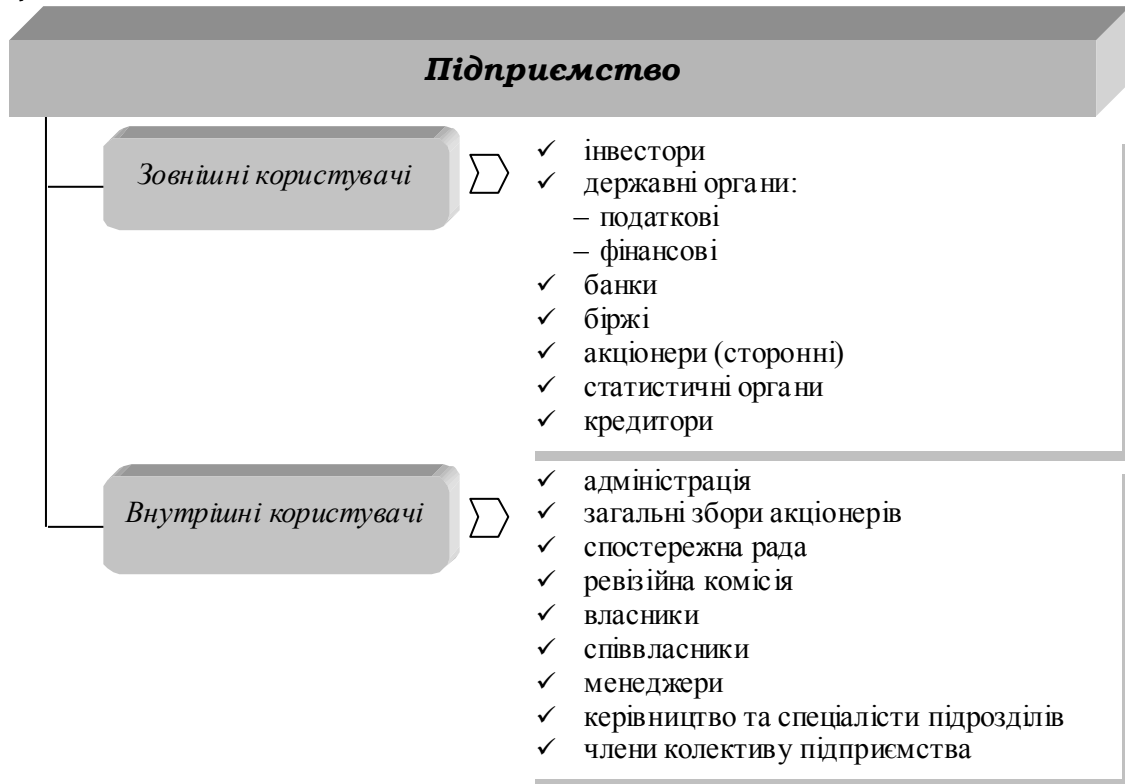 Підприємство
Зовнішні користувачі
✓ інвестори
✓ державні органи:
– податкові
– фінансові
✓ банки
✓ біржі
✓ акціонери (сторонні)
✓ статистичні органи
✓ кредитори
Внутрішні користувачі
✓ адміністрація
✓ загальні збори акціонерів
✓ спостережна рада
✓ ревізійна комісія
✓ власники
✓ співвласники
✓ менеджери
✓ керівництво та спеціалісти підрозділів
✓ члени колективу підприємства